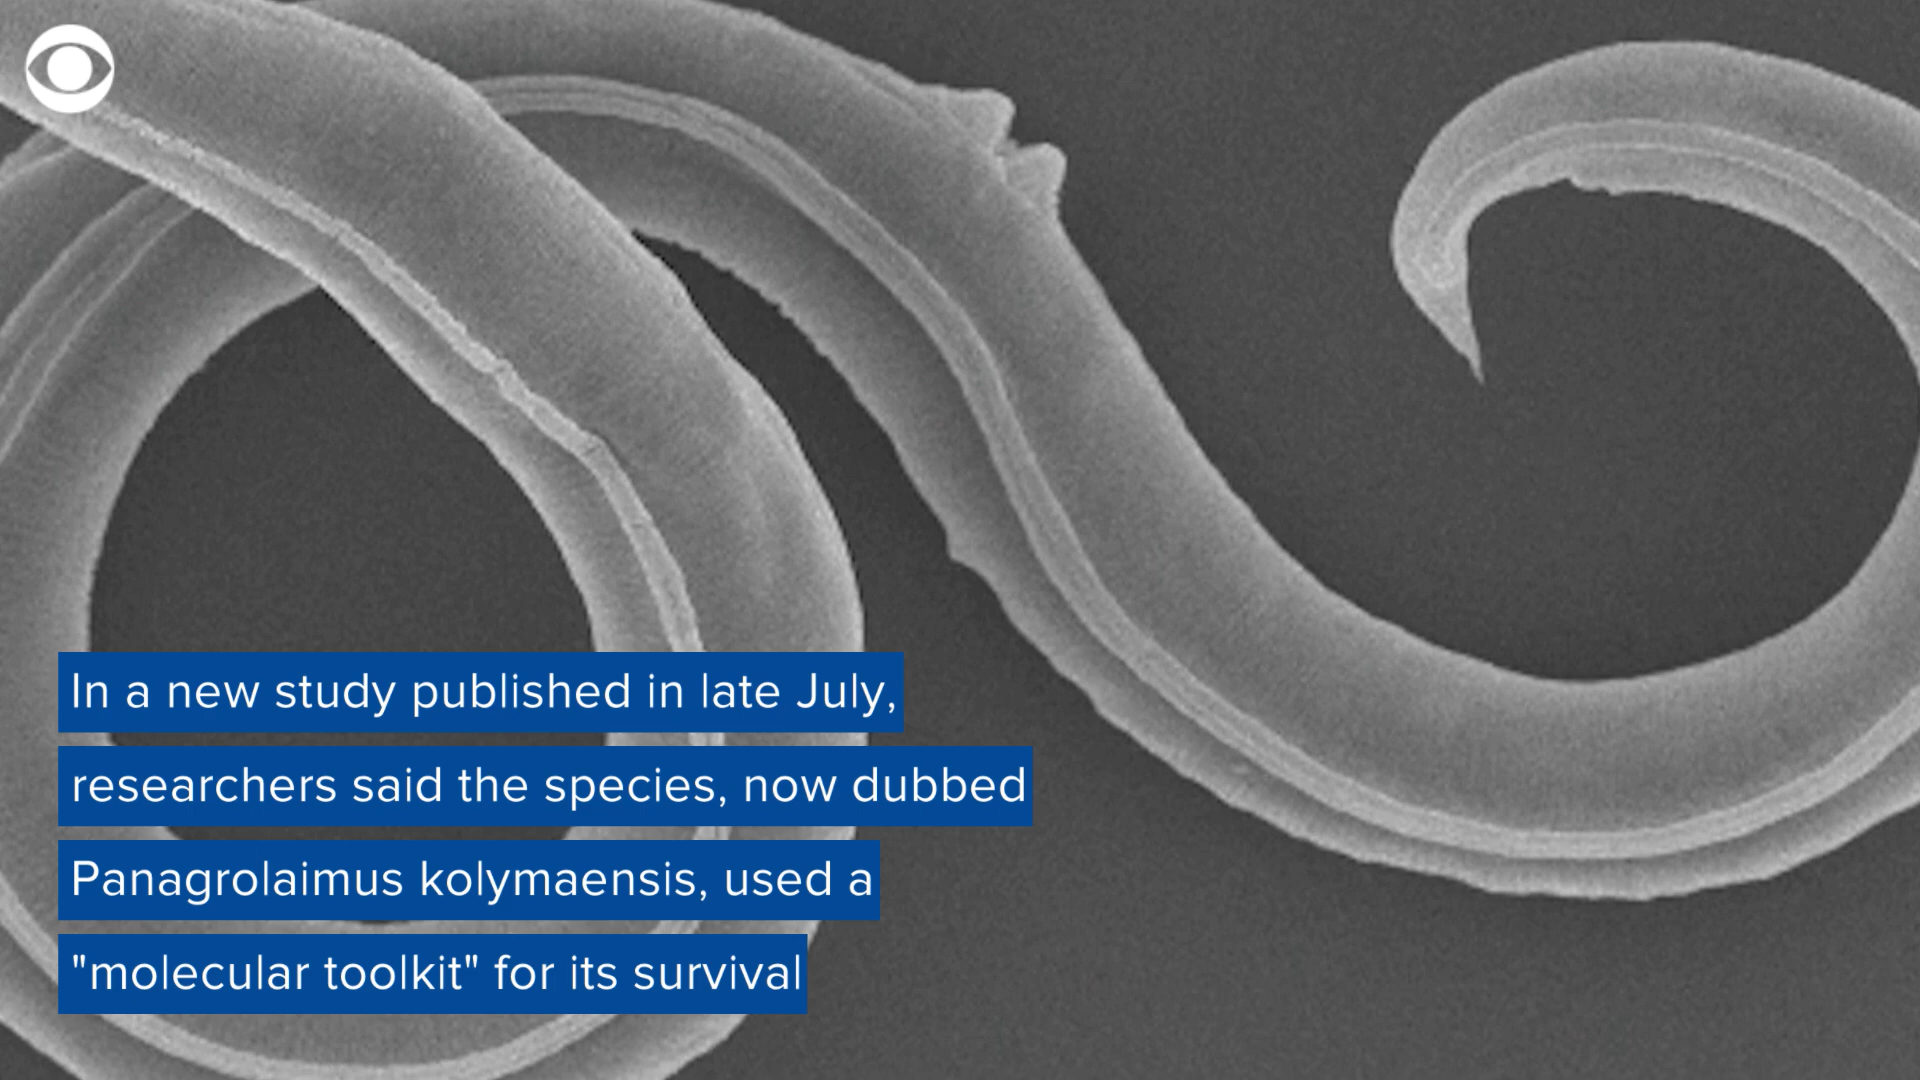 In a new study published in late July,
researchers said the species, now dubbed
Panagrolaimus kolymaensis, used a
"molecular toolkit" for its survival